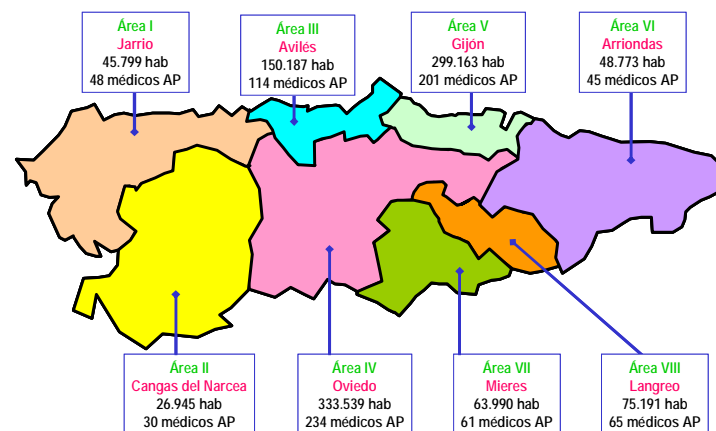 Área I
Jarrio
45.799 hab
48 médicos AP
Área III
Avilés
150.187 hab
114 médicos AP
Área V
Gijón
299.163 hab
201 médicos AP
Área VI
Arriondas
48.773 hab
45 médicos AP
Área II
Cangas del Narcea
26.945 hab
30 médicos AP
Área IV
Oviedo
333.539 hab
234 médicos AP
Área VII
Mieres
63.990 hab
61 médicos AP
Área VIII
Langreo
75.191 hab
65 médicos AP